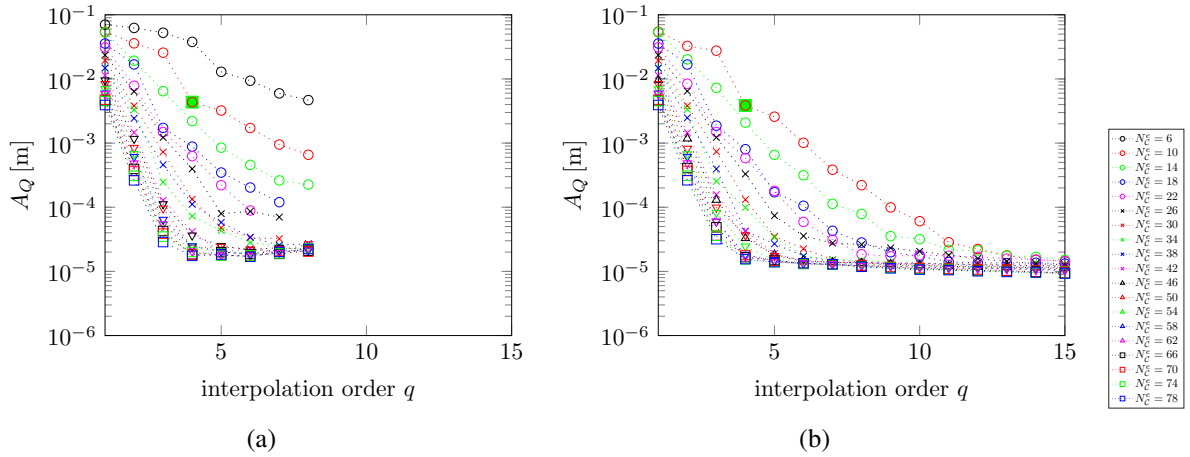 10^{-1}
10^{-2}
10^{-3}
10^{-4}
10^{-5}
10^{-6}
A_Q [m]
5
10
15
interpolation order q
(a)
10^{-1}
10^{-2}
10^{-3}
10^{-4}
10^{-5}
10^{-6}
A_Q [m]
5
10
15
interpolation order q
(b)
N_C^e = 6
N_C^e = 10
N_C^e = 14
N_C^e = 18
N_C^e = 22
N_C^e = 26
N_C^e = 30
N_C^e = 34
N_C^e = 38
N_C^e = 42
N_C^e = 46
N_C^e = 50
N_C^e = 54
N_C^e = 58
N_C^e = 62
N_C^e = 66
N_C^e = 70
N_C^e = 74
N_C^e = 78